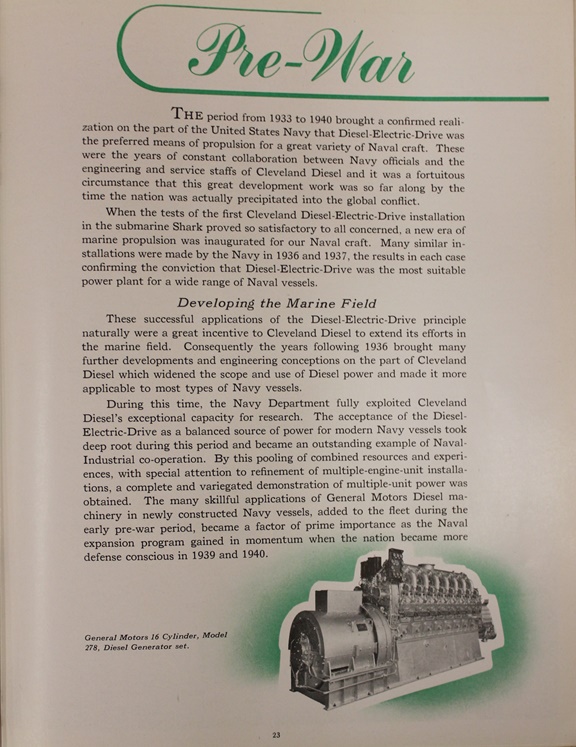 Pre-War
THE period from 1933 to 1940 brought a confirmed reali-
zation on the part of the United States Navy that Diesel-Electric-Drive was
the preferred means of propulsion for a great variety of Naval craft. These
were the years of constant collaboration between Navy officials and the
engineering and service staffs of Cleveland Diesel and it was a fortuitous
circumstance that this great development work was so far along by the
time the nation was actually precipitated into the global conflict.
When the tests of the first Cleveland Diesel-Electric-Drive installation
in the submarine Shark proved so satisfactory to all concerned, a new era of
marine propulsion was inaugurated for our Naval craft. Many similar in-
stallations were made by the Navy in 1936 and 1937, the results in each case
confirming the conviction that Diesel-Electric-Drive was the most suitable
power plant for a wide range of Naval vessels.
Developing the Marine Field
These successful applications of the Diesel-Electric-Drive principle
naturally were a great incentive to Cleveland Diesel to extend its efforts in
the marine field. Consequently the years following 1936 brought many
further developments and engineering conceptions on the part of Cleveland
Diesel which widened the scope and use of Diesel power and made it more
applicable to most types of Navy vessels.
During this time, the Navy Department fully exploited Cleveland
Diesel's exceptional capacity for research. The acceptance of the Diesel-
Electric-Drive as a balanced source of power for modern Navy vessels took
deep root during this period and became an outstanding example of Naval-
Industrial co-operation. By this pooling of combined resources and experi-
ences, with special attention to refinement of multiple-engine-unit installa-
tions, a complete and variegated demonstration of multiple-unit power was
obtained. The many skillful applications of General Motors Diesel ma-
chinery in newly constructed Navy vessels, added to the fleet during the
early pre-war period, became a factor of prime importance as the Naval
expansion program gained in momentum when the nation became more
defense conscious in 1939 and 1940.
General Motors 16 Cylinder, Model
278, Diesel Generator set.
23